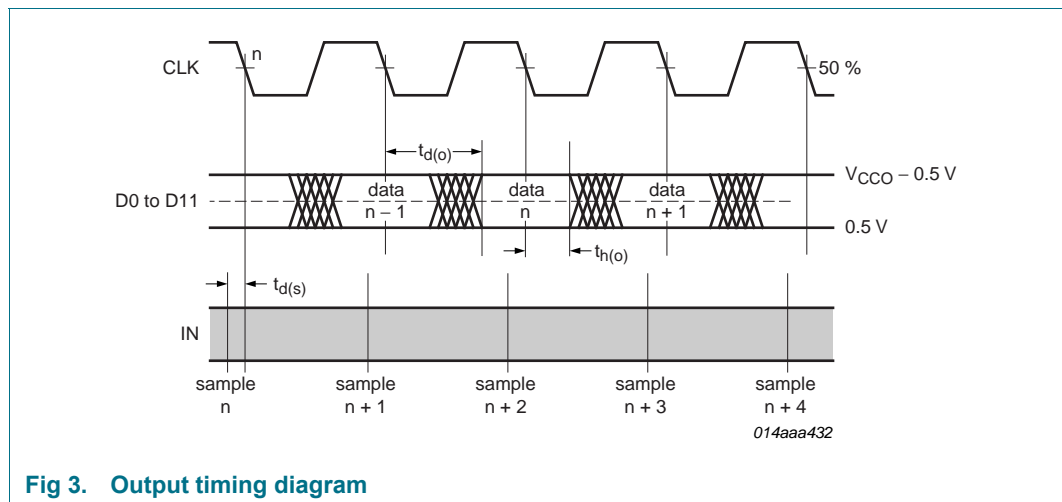 CLK
n
50 %
t_d(o)
D0 to D11
data
n − 1
data
n
data
n + 1
V_CCO − 0.5 V
0.5 V
t_h(o)
t_d(s)
IN
sample
n
sample
n + 1
sample
n + 2
sample
n + 3
sample
n + 4
014aaa432
Fig 3. Output timing diagram